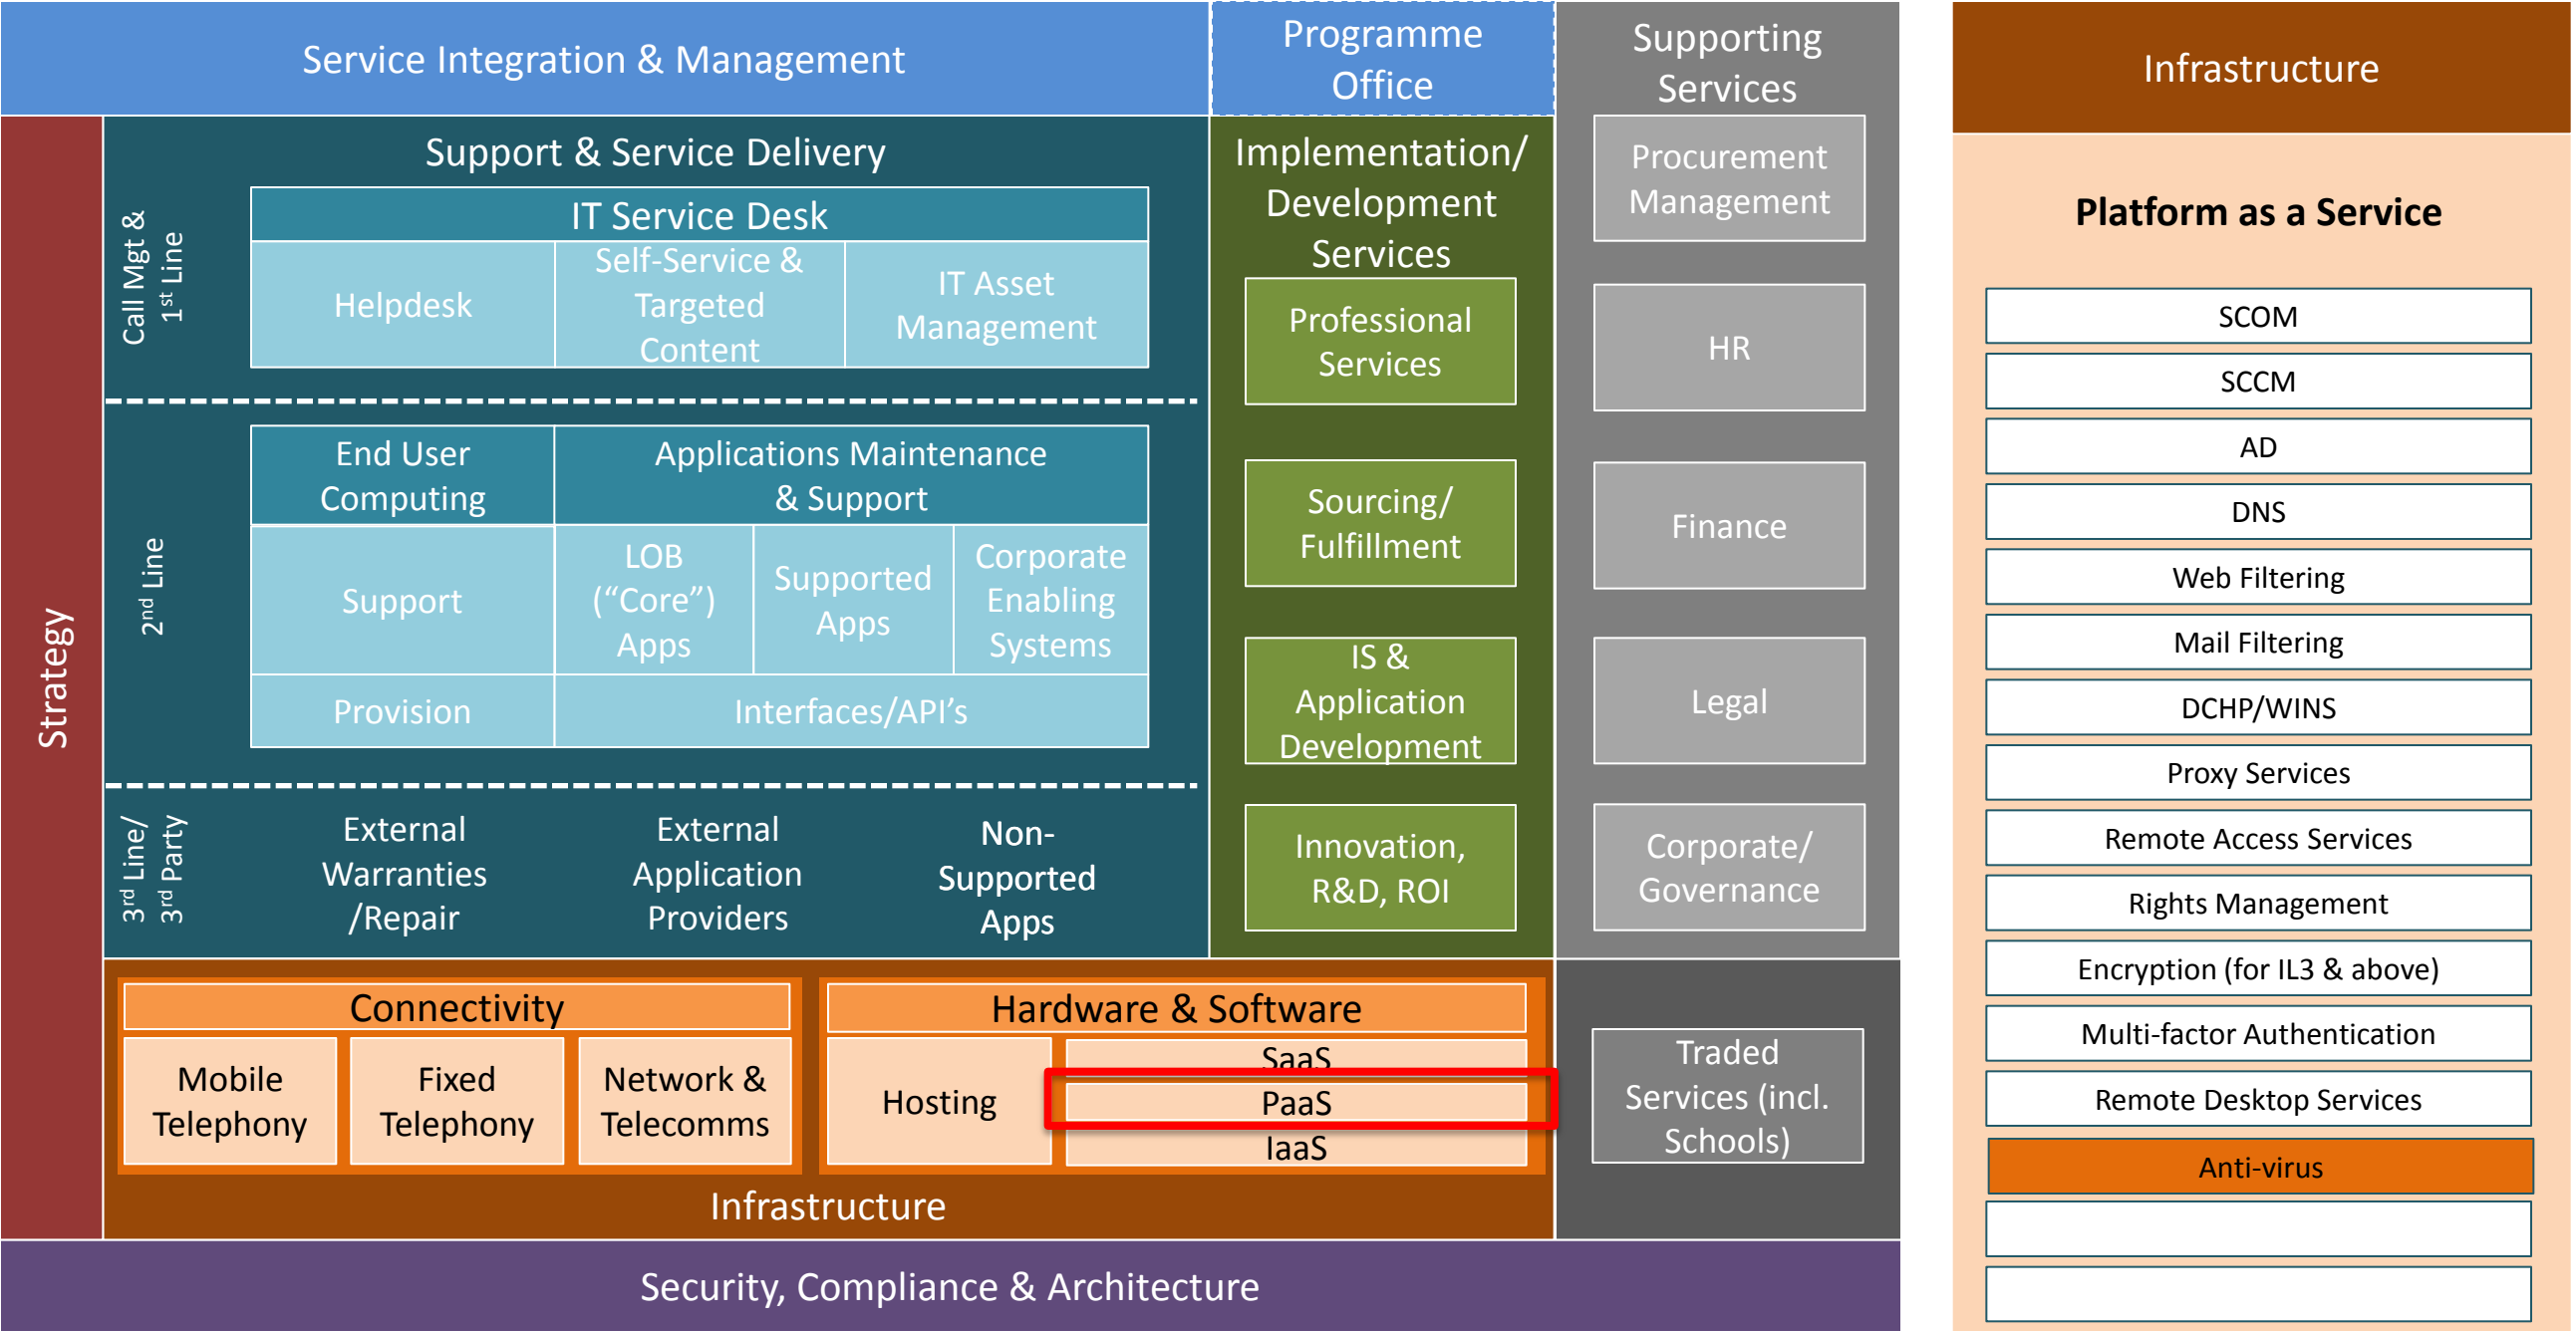 Service Integration & Management
Programme
Office
Supporting
Services
Strategy
Support & Service Delivery
Call Mgt &
1st Line
IT Service Desk
Helpdesk
Self-Service &
Targeted
Content
IT Asset
Management
2nd Line
End User
Computing
Applications Maintenance
& Support
Support
LOB
(“Core”)
Apps
Supported
Apps
Corporate
Enabling
Systems
Provision
Interfaces/API’s
3rd Line/
3rd Party
External
Warranties
/Repair
External
Application
Providers
Non-
Supported
Apps
Implementation/
Development
Services
Professional
Services
Sourcing/
Fulfillment
IS &
Application
Development
Innovation,
R&D, ROI
Procurement
Management
HR
Finance
Legal
Corporate/
Governance
Connectivity
Mobile
Telephony
Fixed
Telephony
Network &
Telecomms
Hardware & Software
Hosting
SaaS
PaaS
IaaS
Infrastructure
Traded
Services (incl.
Schools)
Security, Compliance & Architecture
Infrastructure
Platform as a Service
SCOM
SCCM
AD
DNS
Web Filtering
Mail Filtering
DCHP/WINS
Proxy Services
Remote Access Services
Rights Management
Encryption (for IL3 & above)
Multi-factor Authentication
Remote Desktop Services
Anti-virus